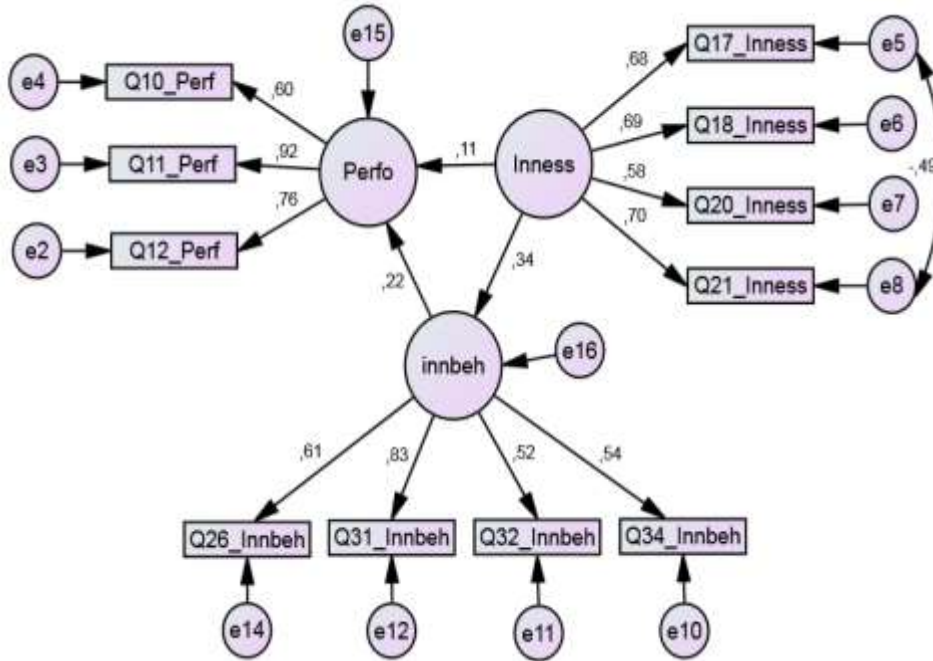 e15
e4
Q10_Perf
,60
Q17_Inness
e5
,68
e3
Q11_Perf
,92
Perfo
,11
Inness
,69
Q18_Inness
e6
-,49
,58
Q20_Inness
e7
,76
e2
Q12_Perf
,70
Q21_Inness
e8
,22
,34
innbeh
e16
,61
,83
,52
,54
Q26_Innbeh
Q31_Innbeh
Q32_Innbeh
Q34_Innbeh
e14
e12
e11
e10